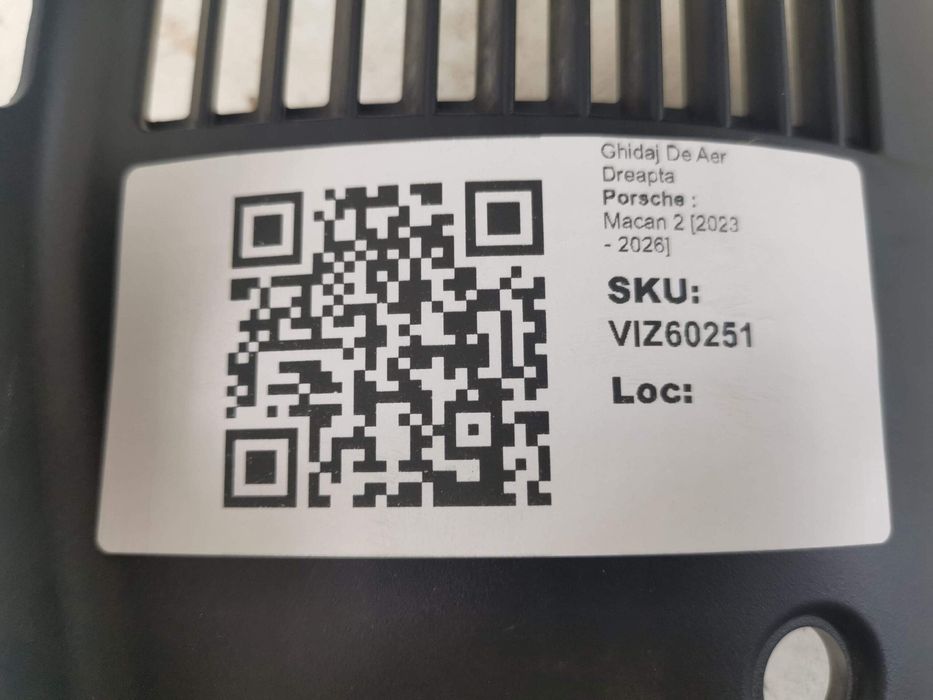 Ghidaj De Aer
Dreapta
Porsche :
Macan 2 [2023
- 2026]
SKU:
VIZ60251
Loc: